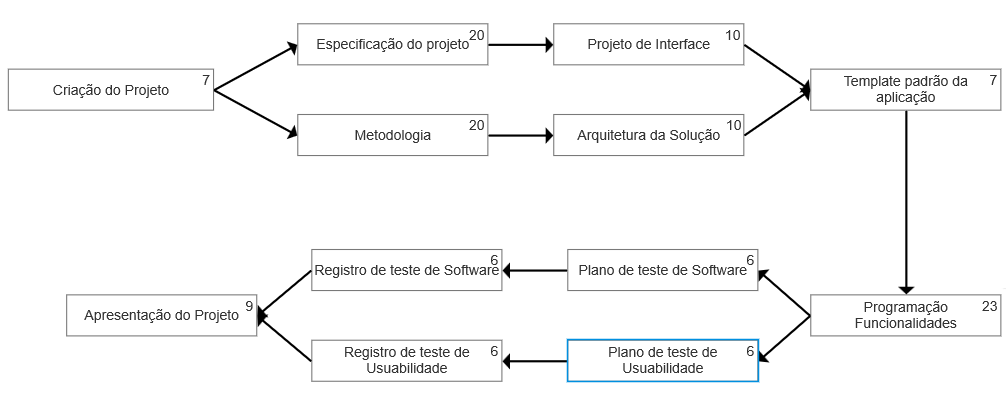 Especificação do projeto 20
Projeto de Interface 10
Criação do Projeto 7
Template padrão da 7
aplicação
Metodologia 20
Arquitetura da Solução 10
Registro de teste de Software 6
Plano de teste de Software 6
Apresentação do Projeto 9
Programação 23
Funcionalidades
Registro de teste de 6
Usuabilidade
Plano de teste de 6
Usuabilidade